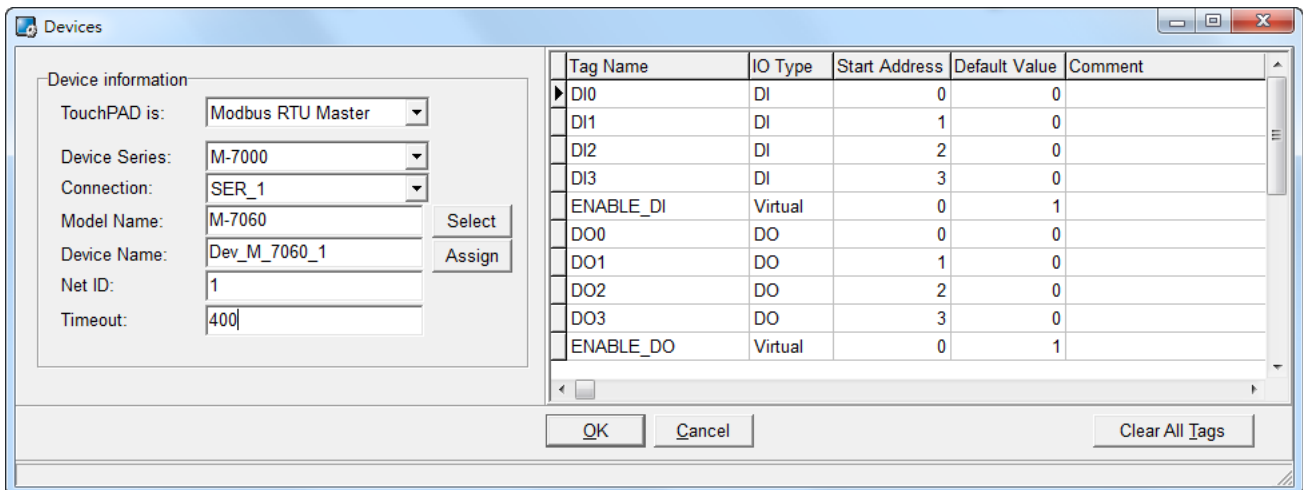 Devices
Device information
TouchPAD is: Modbus RTU Master
Device Series: M-7000
Connection: SER_1
Model Name: M-7060 Select
Device Name: Dev_M_7060_1 Assign
Net ID: 1
Timeout: 400
Tag Name IO Type Start Address Default Value Comment
DI0 DI 0 0
DI1 DI 1 0
DI2 DI 2 0
DI3 DI 3 0
ENABLE_DI Virtual 0 1
DO0 DO 0 0
DO1 DO 1 0
DO2 DO 2 0
DO3 DO 3 0
ENABLE_DO Virtual 0 1
OK Cancel Clear All Tags